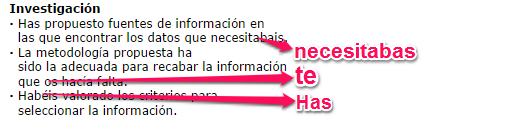 Investigación
· Has propuesto fuentes de información en
las que encontrar los datos que necesitabais.
necesitabas
· La metodología propuesta ha
sido la adecuada para recabar la información
te
que os hacía falta.
· Habéis valorado los criterios para
Has
seleccionar la información.